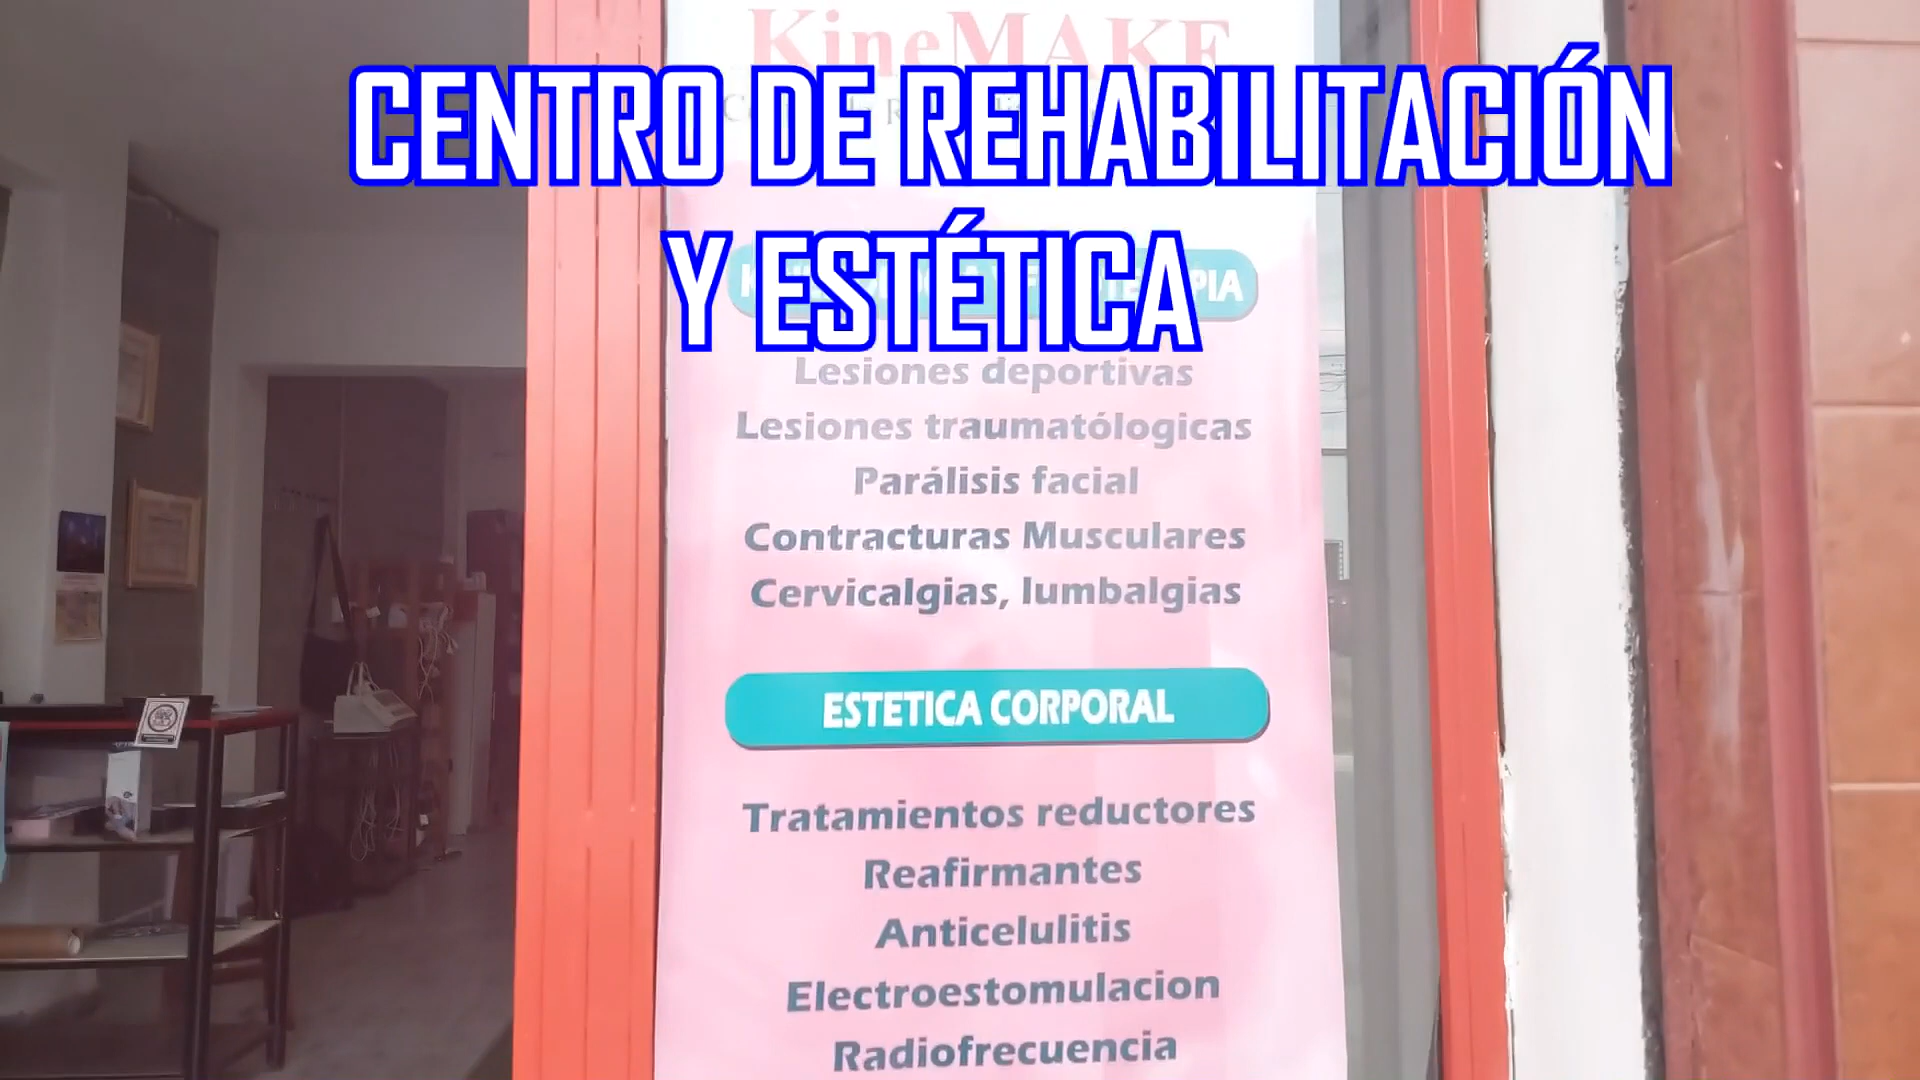 KineMAKE
CENTRO DE REHABILITACIÓN
Y ESTÉTICA
Lesiones deportivas
Lesiones traumatólogicas
Parálisis facial
Contracturas Musculares
Cervicalgias, lumbalgias
ESTETICA CORPORAL
Tratamientos reductores
Reafirmantes
Anticelulitis
Electroestomulacion
Radiofrecuencia